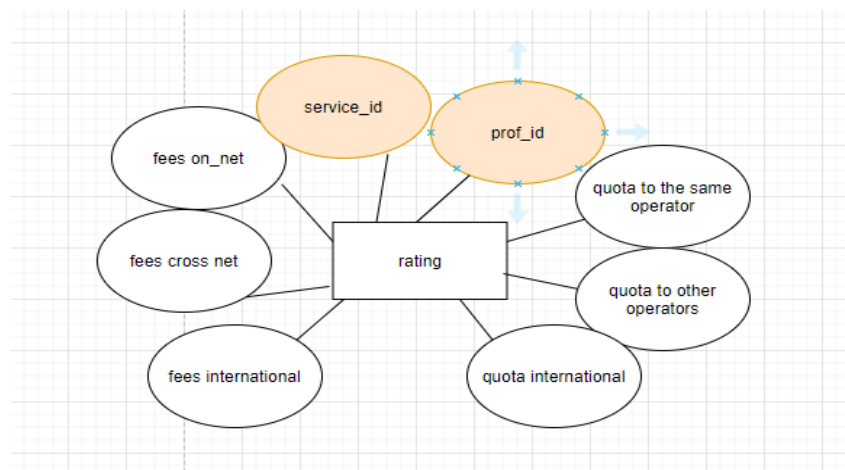 service_id
prof_id
fees on_net
quota to the same
operator
fees cross net
rating
quota to other
operators
fees international
quota international